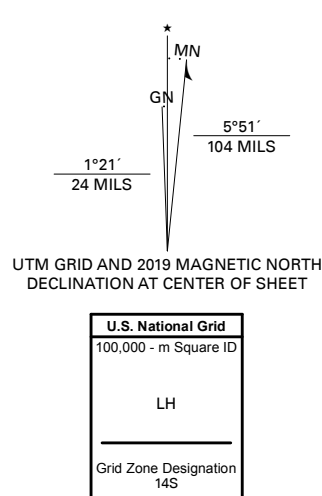 MN
GN
5°51´
104 MILS
1°21´
24 MILS
UTM GRID AND 2019 MAGNETIC NORTH
DECLINATION AT CENTER OF SHEET
U.S. National Grid
100,000 - m Square ID
LH
Grid Zone Designation
14S